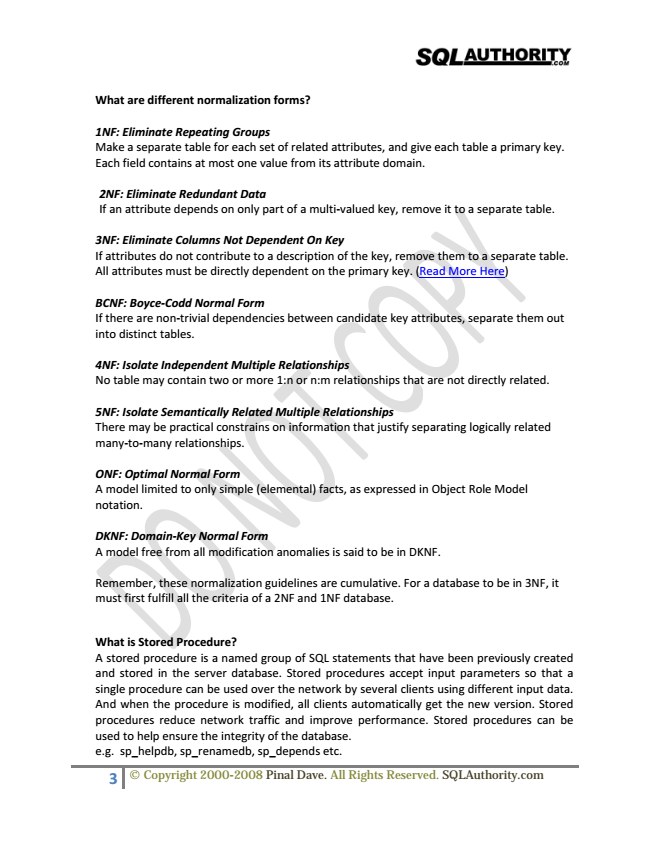 SQLAUTHORITY.COM
What are different normalization forms?
1NF: Eliminate Repeating Groups
Make a separate table for each set of related attributes, and give each table a primary key.
Each field contains at most one value from its attribute domain.
2NF: Eliminate Redundant Data
If an attribute depends on only part of a multi-valued key, remove it to a separate table.
3NF: Eliminate Columns Not Dependent On Key
If attributes do not contribute to a description of the key, remove them to a separate table.
All attributes must be directly dependent on the primary key. (Read More Here)
BCNF: Boyce-Codd Normal Form
If there are non-trivial dependencies between candidate key attributes, separate them out
into distinct tables.
4NF: Isolate Independent Multiple Relationships
No table may contain two or more 1:n or n:m relationships that are not directly related.
5NF: Isolate Semantically Related Multiple Relationships
There may be practical constrains on information that justify separating logically related
many-to-many relationships.
ONF: Optimal Normal Form
A model limited to only simple (elemental) facts, as expressed in Object Role Model
notation.
DKNF: Domain-Key Normal Form
A model free from all modification anomalies is said to be in DKNF.
Remember, these normalization guidelines are cumulative. For a database to be in 3NF, it
must first fulfill all the criteria of a 2NF and 1NF database.
What is Stored Procedure?
A stored procedure is a named group of SQL statements that have been previously created
and stored in the server database. Stored procedures accept input parameters so that a
single procedure can be used over the network by several clients using different input data.
And when the procedure is modified, all clients automatically get the new version. Stored
procedures reduce network traffic and improve performance. Stored procedures can be
used to help ensure the integrity of the database.
e.g. sp_helpdb, sp_renamedb, sp_depends etc.
3 © Copyright 2000-2008 Pinal Dave. All Rights Reserved. SQLAuthority.com
DO NOT COPY